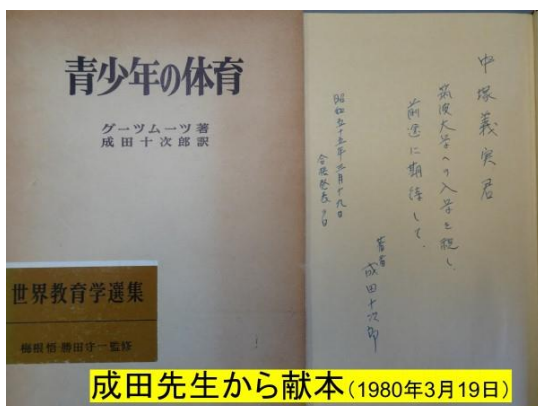 青少年の体育
グーツムーツ著
成田十次郎訳
世界教育学選集
梅根悟・勝田守一監修
中塚義実君
筑波大学への入学を祝し、
前途に期待して、
昭和五十五年三月十九日
合格発表の日
著者
成田十次郎
成田先生から献本(1980年3月19日)